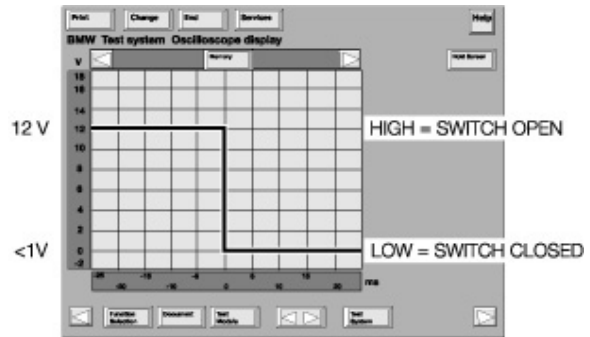 Print Change End Services Help
BMW Test system Oscilloscope display
V
Memory
Hold Screen
18
16
14
12 V 12 HIGH = SWITCH OPEN
10
8
6
4
2
<1V 0 LOW = SWITCH CLOSED
-2
ms
Function Selection
Document
Test Module
Test System